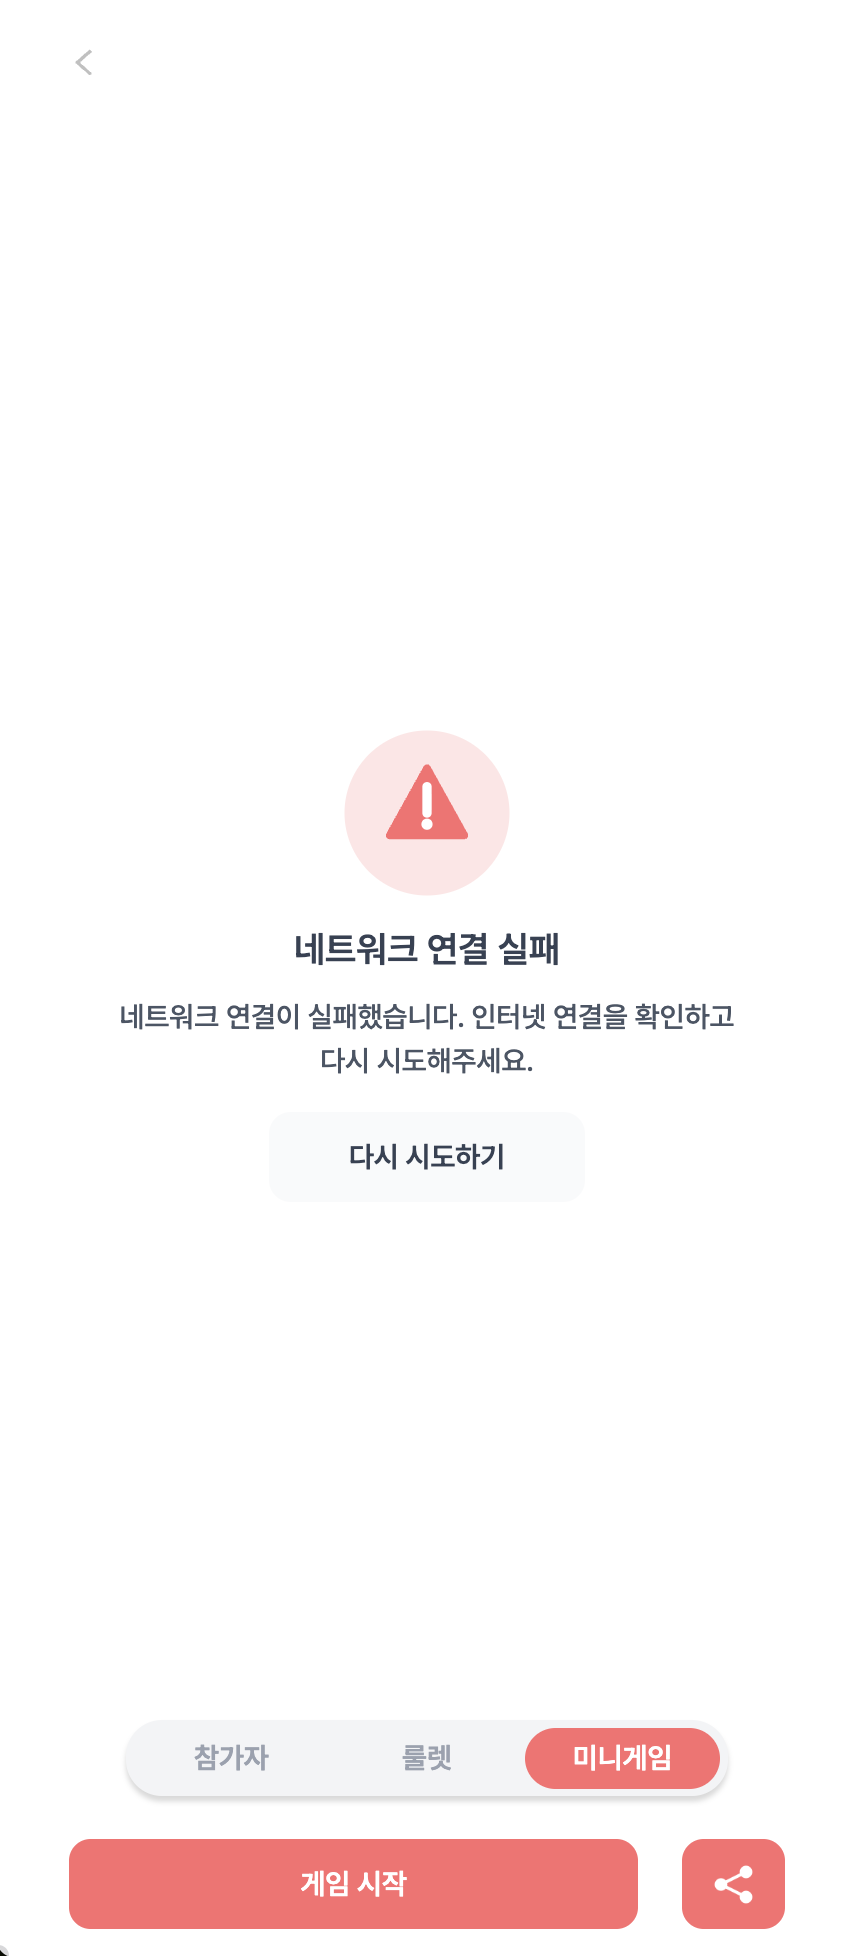 네트워크 연결 실패
네트워크 연결이 실패했습니다. 인터넷 연결을 확인하고
다시 시도해주세요.
다시 시도하기
참가자 룰렛 미니게임
게임 시작